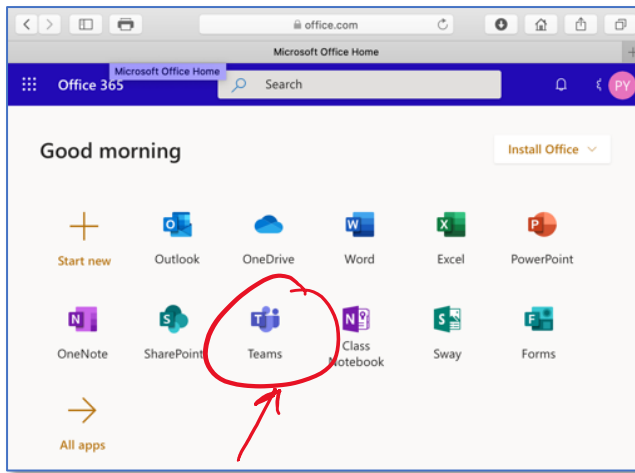 office.com
Microsoft Office Home
Microsoft Office Home
Office 365
Search
PY
Good morning
Install Office
Start new
Outlook
OneDrive
Word
Excel
PowerPoint
OneNote
SharePoint
Teams
Class
Notebook
Sway
Forms
All apps